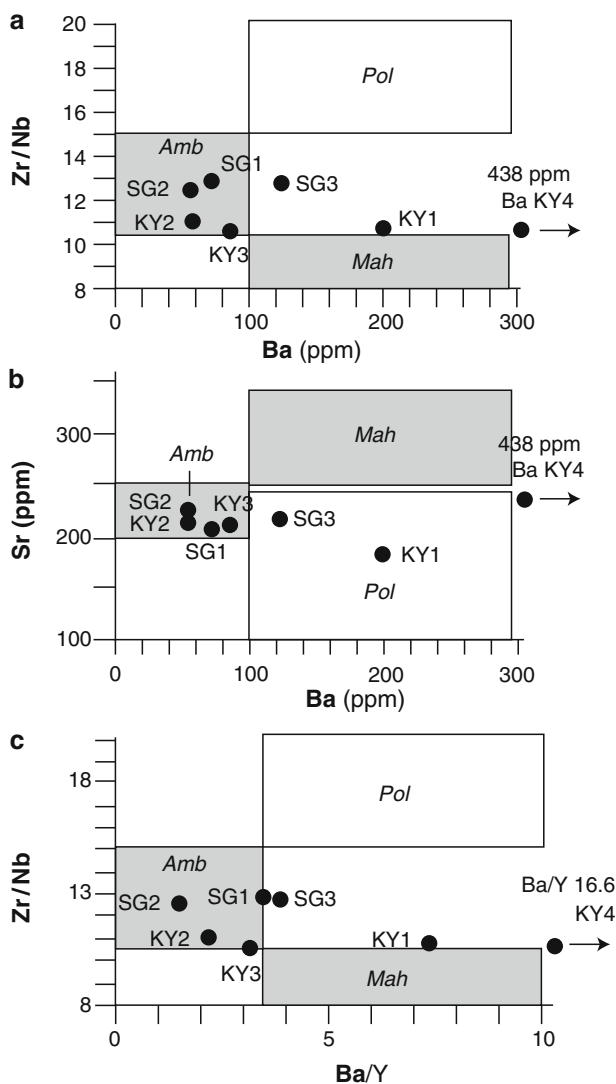 a
20
18
16
14
12
10
8
Zr/Nb
Pol
Amb
SG1
SG2
SG3
KY2
KY3
KY1
438 ppm
Ba KY4
Mah
0
100
200
300
Ba (ppm)
b
300
200
100
Sr (ppm)
Mah
Amb
438 ppm
Ba KY4
SG2
KY3
KY2
SG1
SG3
KY1
Pol
0
100
200
300
Ba (ppm)
c
18
13
8
Zr/Nb
Pol
Amb
SG1
SG2
SG3
KY2
KY3
KY1
Ba/Y 16.6
KY4
Mah
0
5
10
Ba/Y